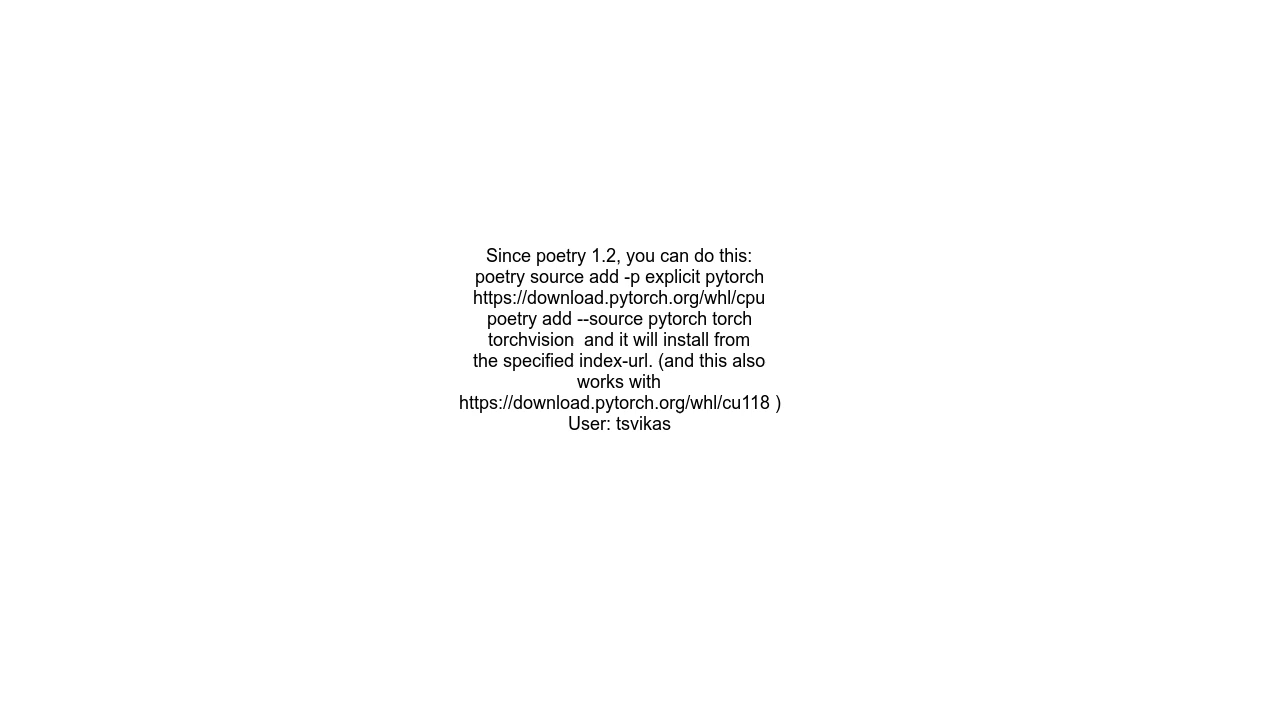 Since poetry 1.2, you can do this:
poetry source add -p explicit pytorch
https://download.pytorch.org/whl/cpu
poetry add --source pytorch torch
torchvision  and it will install from
the specified index-url. (and this also
works with
https://download.pytorch.org/whl/cu118 )
User: tsvikas